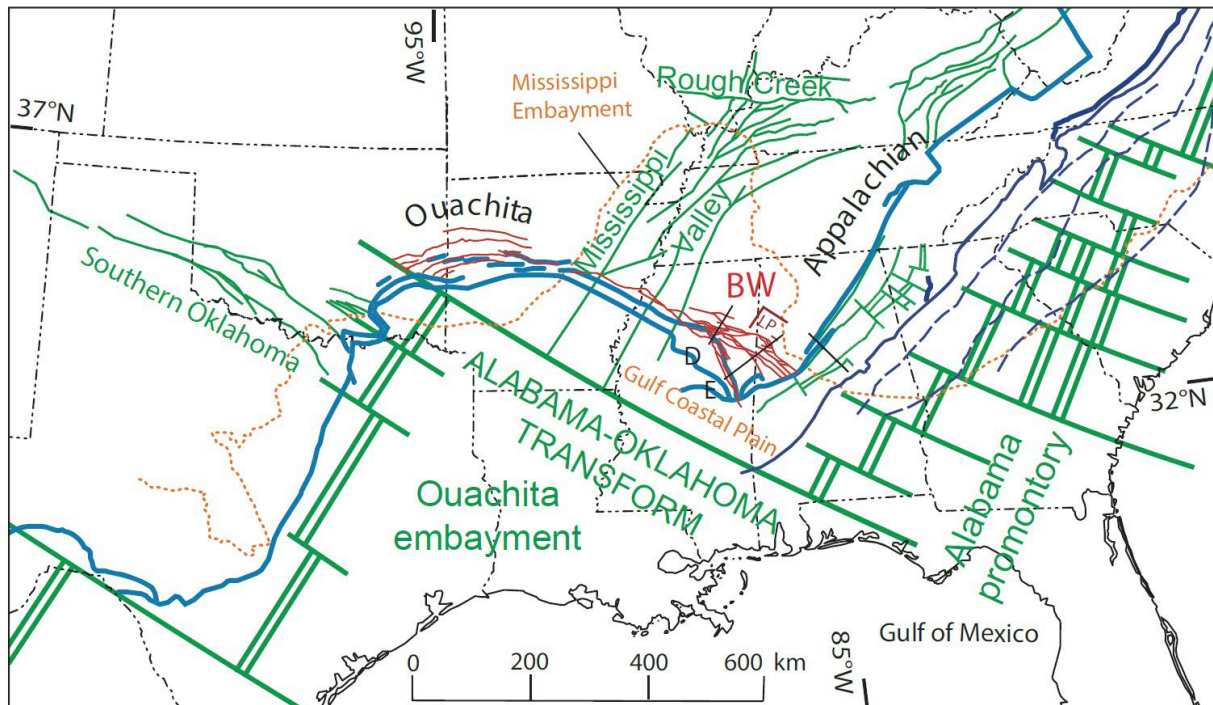 95°W
37°N
Mississippi
Embayment
Rough Creek
Ouachita
Mississippi
Valley
Appalachian
Southern Oklahoma
BW
LP
D
E
Gulf Coastal Plain
32°N
ALABAMA-OKLAHOMA
TRANSFORM
Ouachita
embayment
Alabama
promontory
Gulf of Mexico
85°W
0 200 400 600 km